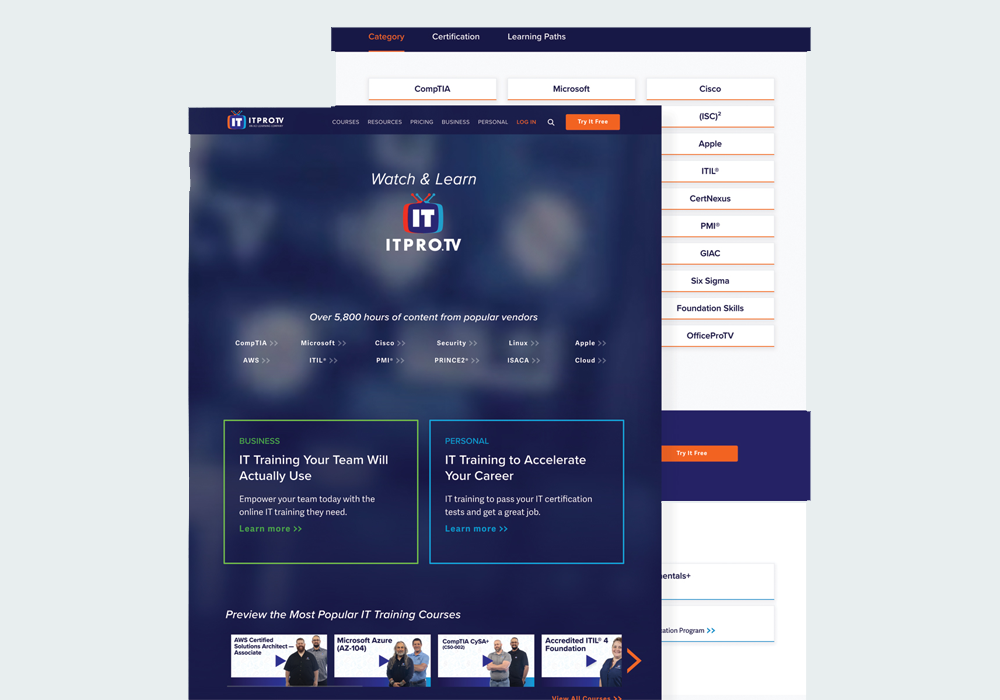 Category Certification Learning Paths
CompTIA Microsoft Cisco
(ISC)²
Apple
ITIL®
CertNexus
PMI®
GIAC
Six Sigma
Foundation Skills
OfficeProTV
Try It Free
entals+
Program >>
IT ITPRO.TV
COURSES RESOURCES PRICING BUSINESS PERSONAL LOG IN Try It Free
Watch & Learn
IT
ITPRO.TV
Over 5,800 hours of content from popular vendors
CompTIA >> Microsoft >> Cisco >> Security >> Linux >> Apple >>
AWS >> ITIL® >> PMI® >> PRINCE2® >> ISACA >> Cloud >>
BUSINESS
IT Training Your Team Will
Actually Use
Empower your team today with the
online IT training they need.
Learn more >>
PERSONAL
IT Training to Accelerate
Your Career
IT training to pass your IT certification
tests and get a great job.
Learn more >>
Preview the Most Popular IT Training Courses
AWS Certified
Solutions Architect —
Associate
Microsoft Azure
(AZ-104)
CompTIA CySA+
(CS0-002)
Accredited ITIL® 4
Foundation
View All Courses >>